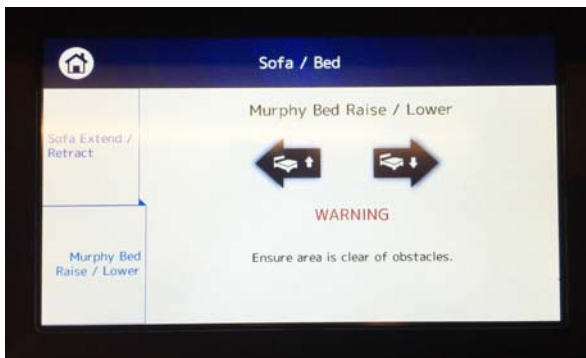 Sofa / Bed
Sofa Extend /
Retract
Murphy Bed
Raise / Lower
Murphy Bed Raise / Lower
WARNING
Ensure area is clear of obstacles.